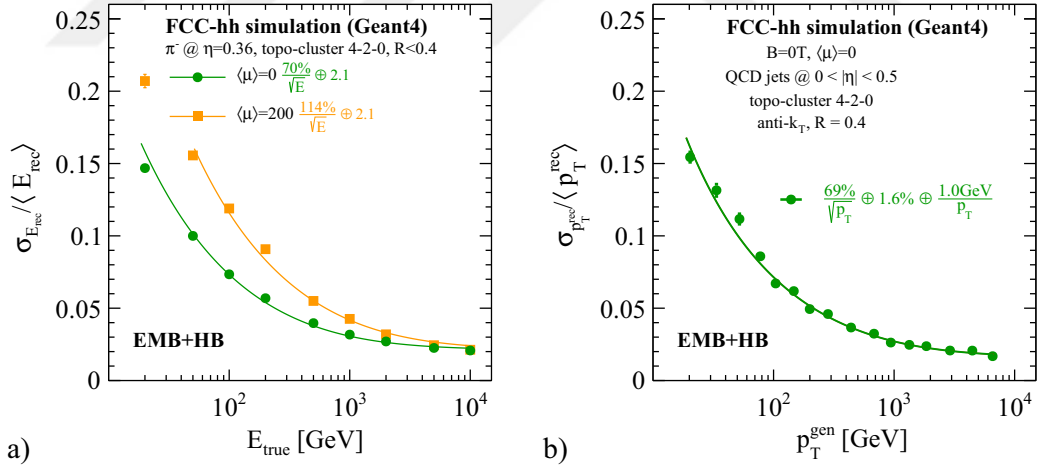 FCC-hh simulation (Geant4)
π⁻ @ η=0.36, topo-cluster 4-2-0, R<0.4
⟨μ⟩=0 70%/√E ⊕ 2.1
⟨μ⟩=200 114%/√E ⊕ 2.1
σ_{E_rec}/⟨E_rec⟩
0.25
0.2
0.15
0.1
0.05
0
EMB+HB
10² 10³ 10⁴
E_true [GeV]
a)
FCC-hh simulation (Geant4)
B=0T, ⟨μ⟩=0
QCD jets @ 0 < |η| < 0.5
topo-cluster 4-2-0
anti-k_T, R = 0.4
69%/√p_T ⊕ 1.6% ⊕ 1.0GeV/p_T
σ_{p_T^rec}/⟨p_T^rec⟩
0.25
0.2
0.15
0.1
0.05
0
EMB+HB
10² 10³ 10⁴
p_T^gen [GeV]
b)